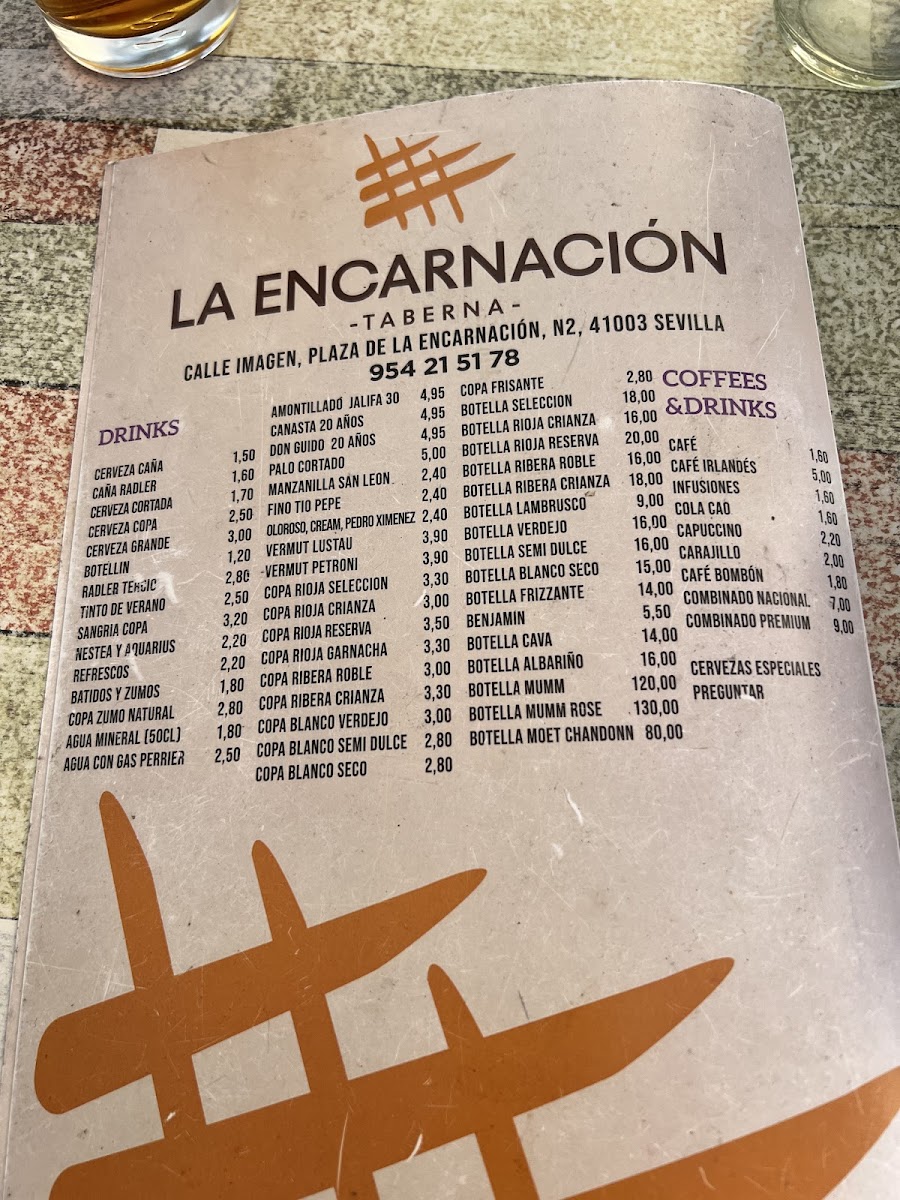 LA ENCARNACIÓN
-TABERNA-
CALLE IMAGEN, PLAZA DE LA ENCARNACIÓN, N2, 41003 SEVILLA
954 21 51 78
DRINKS
CERVEZA CAÑA 1,50
CAÑA RADLER 1,60
CERVEZA CORTADA 1,70
CERVEZA COPA 2,50
CERVEZA GRANDE 3,00
BOTELLIN 1,20
RADLER TERCIO 2,80
TINTO DE VERANO 2,50
SANGRIA COPA 3,20
NESTEA Y AQUARIUS 2,20
REFRESCOS 2,20
BATIDOS Y ZUMOS 1,80
COPA ZUMO NATURAL 2,80
AGUA MINERAL (50CL) 1,80
AGUA CON GAS PERRIER 2,50
AMONTILLADO JALIFA 30 4,95
CANASTA 20 AÑOS 4,95
DON GUIDO 20 AÑOS 4,95
PALO CORTADO 5,00
MANZANILLA SAN LEON 2,40
FINO TIO PEPE 2,40
OLOROSO, CREAM, PEDRO XIMENEZ 2,40
VERMUT LUSTAU 3,90
VERMUT PETRONI 3,90
COPA RIOJA SELECCION 3,30
COPA RIOJA CRIANZA 3,00
COPA RIOJA RESERVA 3,50
COPA RIOJA GARNACHA 3,30
COPA RIBERA ROBLE 3,00
COPA RIBERA CRIANZA 3,30
COPA BLANCO VERDEJO 3,00
COPA BLANCO SEMI DULCE 2,80
COPA BLANCO SECO 2,80
COPA FRISANTE 2,80
BOTELLA SELECCION 18,00
BOTELLA RIOJA CRIANZA 16,00
BOTELLA RIOJA RESERVA 20,00
BOTELLA RIBERA ROBLE 16,00
BOTELLA RIBERA CRIANZA 18,00
BOTELLA LAMBRUSCO 9,00
BOTELLA VERDEJO 16,00
BOTELLA SEMI DULCE 16,00
BOTELLA BLANCO SECO 15,00
BOTELLA FRIZZANTE 14,00
BENJAMIN 5,50
BOTELLA CAVA 14,00
BOTELLA ALBARIÑO 16,00
BOTELLA MUMM 120,00
BOTELLA MUMM ROSE 130,00
BOTELLA MOET CHANDONN 80,00
COFFEES
&DRINKS
CAFÉ 1,60
CAFÉ IRLANDÉS 5,00
INFUSIONES 1,60
COLA CAO 1,60
CAPUCCINO 2,20
CARAJILLO 2,00
CAFÉ BOMBÓN 1,80
COMBINADO NACIONAL 7,00
COMBINADO PREMIUM 9,00
CERVEZAS ESPECIALES
PREGUNTAR